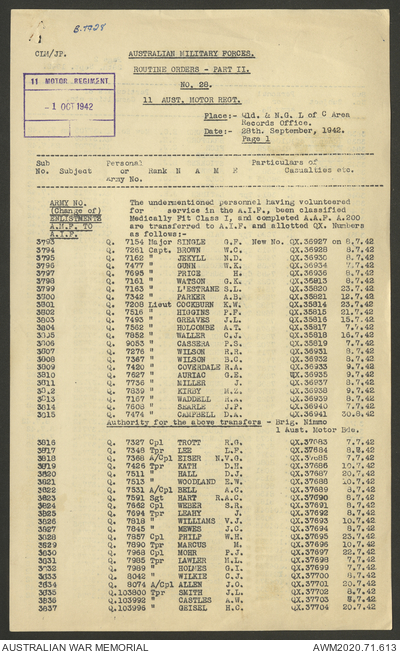 B.7724
1
CLM/JP. AUSTRALIAN MILITARY FORCES.
ROUTINE ORDERS - PART II.
NO. 28.
11 AUST. MOTOR REGT.
11 MOTOR REGIMENT
-1 OCT 1942
Place:- Qld. & N.G. L of C Area
Records Office.
Date:- 28th. September, 1942.
Page 1
Sub No. Subject Personal or Army No. Rank N A M E Particulars of Casualties etc.
ARMY NO. The undermentioned personnel having volunteered
(Change of) for service in the A.I.F., been classified
ENLISTMENTS Medically Fit Class I, and completed A.A.F. A.200
A.M.F. TO are transferred to A.I.F. and allotted QX. Numbers
A.I.F. as follows:-
3793 Q. 7154 Major SINGLE G.F. New No. QX.36927 on 8.7.42
3794 Q. 7261 Capt. BROWN W.C. QX.36928 8.7.42
3795 Q. 7162 " JEKYLL N.D. QX.36930 8.7.42
3796 Q. 7477 " GUNN W.K. QX.36934 7.7.42
3797 Q. 7695 " PRICE H. QX.36936 8.7.42
3798 Q. 7161 " WATSON G.K. QX.35813 8.7.42
3799 Q. 7163 " L'ESTRANGE S.L. QX.35820 23.7.42
3800 Q. 7342 " PARKER A.B. QX.35821 12.7.42
3801 Q. 7208 Lieut COCKBURN K.W. QX.35814 23.7.42
3802 Q. 7516 " HIGGINS F.F. QX.35815 21.7.42
3803 Q. 7493 " GREAVES J.L. QX.35816 15.7.42
3804 Q. 7562 " HOLCOMBE A.T. QX.35817 7.7.42
3805 Q. 7852 " WALLER C.J. QX.35818 16.7.42
3806 Q. 9053 " CASSERA P.S. QX.35819 7.7.42
3807 Q. 7276 " WILSON R.R. QX.36931 8.7.42
3808 Q. 7367 " WILSON S.C. QX.36932 8.7.42
3809 Q. 7420 " COVERDALE R.A. QX.36933 9.7.42
3810 Q. 7627 " AURIAC G.E. QX.36935 9.7.42
3811 Q. 7736 " MILLER J. QX.36937 8.7.42
3812 Q. 7839 " KIRBY QX.36938 9.7.42
3813 Q. 7167 " WADDELL QX.36939 8.7.42
3814 Q. 7608 " SEARLE J.P. QX.36940 7.7.42
3815 Q. 7474 " CAMPBELL D.A. QX.36941 30.8.42
Authority for the above transfers - Brig. Nimmo
1 Aust. Motor Bde.
3816 Q. 7327 Cpl TROTT R.G. QX.37083 7.7.42
3817 Q. 7348 Tpr LEE L.F. QX.37684 8.7.42
3818 Q. 7368 A/Cpl EISER N.V.G. QX.37685 7.7.42
3819 Q. 7426 Tpr KATH D.H. QX.37686 10.7.42
3820 Q. 7511 " HALL D.J. QX.37687 20.7.42
3821 Q. 7513 " WOODLAND E.W. QX.37688 10.7.42
3822 Q. 7531 A/Cpl BELL A.C. QX.37689 8.7.42
3823 Q. 7591 Sgt HART R.A.C. QX.37690 8.7.42
3824 Q. 7662 Cpl WEBER S.R. QX.37691 8.7.42
3825 Q. 7694 Tpr LEAHY J. QX.37692 8.7.42
3826 Q. 7818 " WILLIAMS V.J. QX.37693 10.7.42
3827 Q. 7845 " MEWES J.C. QX.37694 8.7.42
3828 Q. 7857 Cpl PHILP W.H. QX.37695 23.7.42
3829 Q. 7890 Tpr MARCUS M. QX.37696 10.7.42
3830 Q. 7968 Cpl MOHR P.J. QX.37697 22.7.42
3831 Q. 7985 Tpr LAWLER M.L. QX.37698 7.7.42
3832 Q. 7989 " HOLMES G.I. QX.37699 8.7.42
3833 Q. 8042 " WILKIE C.J. QX.37700 8.7.42
3834 Q. 8074 A/Cpl ALLEN J.O. QX.37701 20.7.42
3835 Q.103800 Tpr SMITH J.L. QX.37702 8.7.42
3836 Q.103992 " CASTLES A.W. QX.37703 8.7.42
3837 Q.103996 " GRISEL H.C. QX.37704 20.7.42
AUSTRALIAN WAR MEMORIAL AWM2020.71.613